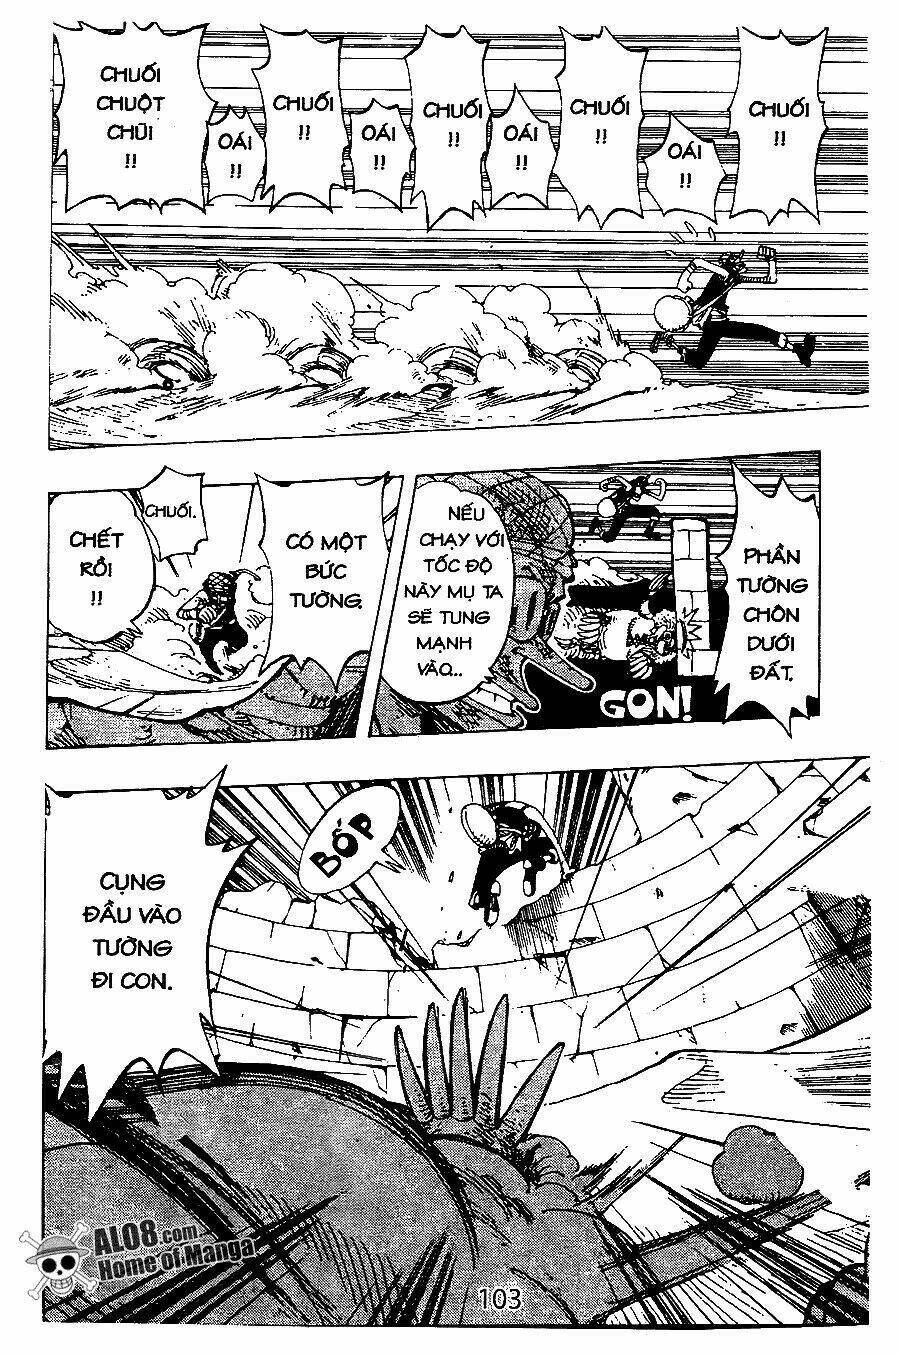 CHUỐI
!!
OÁI
!!
CHUỐI
!!
OÁI
!!
CHUỐI
!!
OÁI
!!
CHUỐI
!!
OÁI
!!
CHUỐI
CHUỘT
CHŨI
!!
PHẦN
TƯỜNG
CHÔN
DƯỚI
ĐẤT.
GON!
NẾU
CHẠY VỚI
TỐC ĐỘ
NÀY MỤ TA
SẼ TUNG
MẠNH
VÀO...
CÓ MỘT
BỨC
TƯỜNG.
CHUỐI.
CHẾT
RỒI
!!
BỐP
CỤNG
ĐẦU VÀO
TƯỜNG
ĐI CON.
ALO8.com
Home of Manga
103